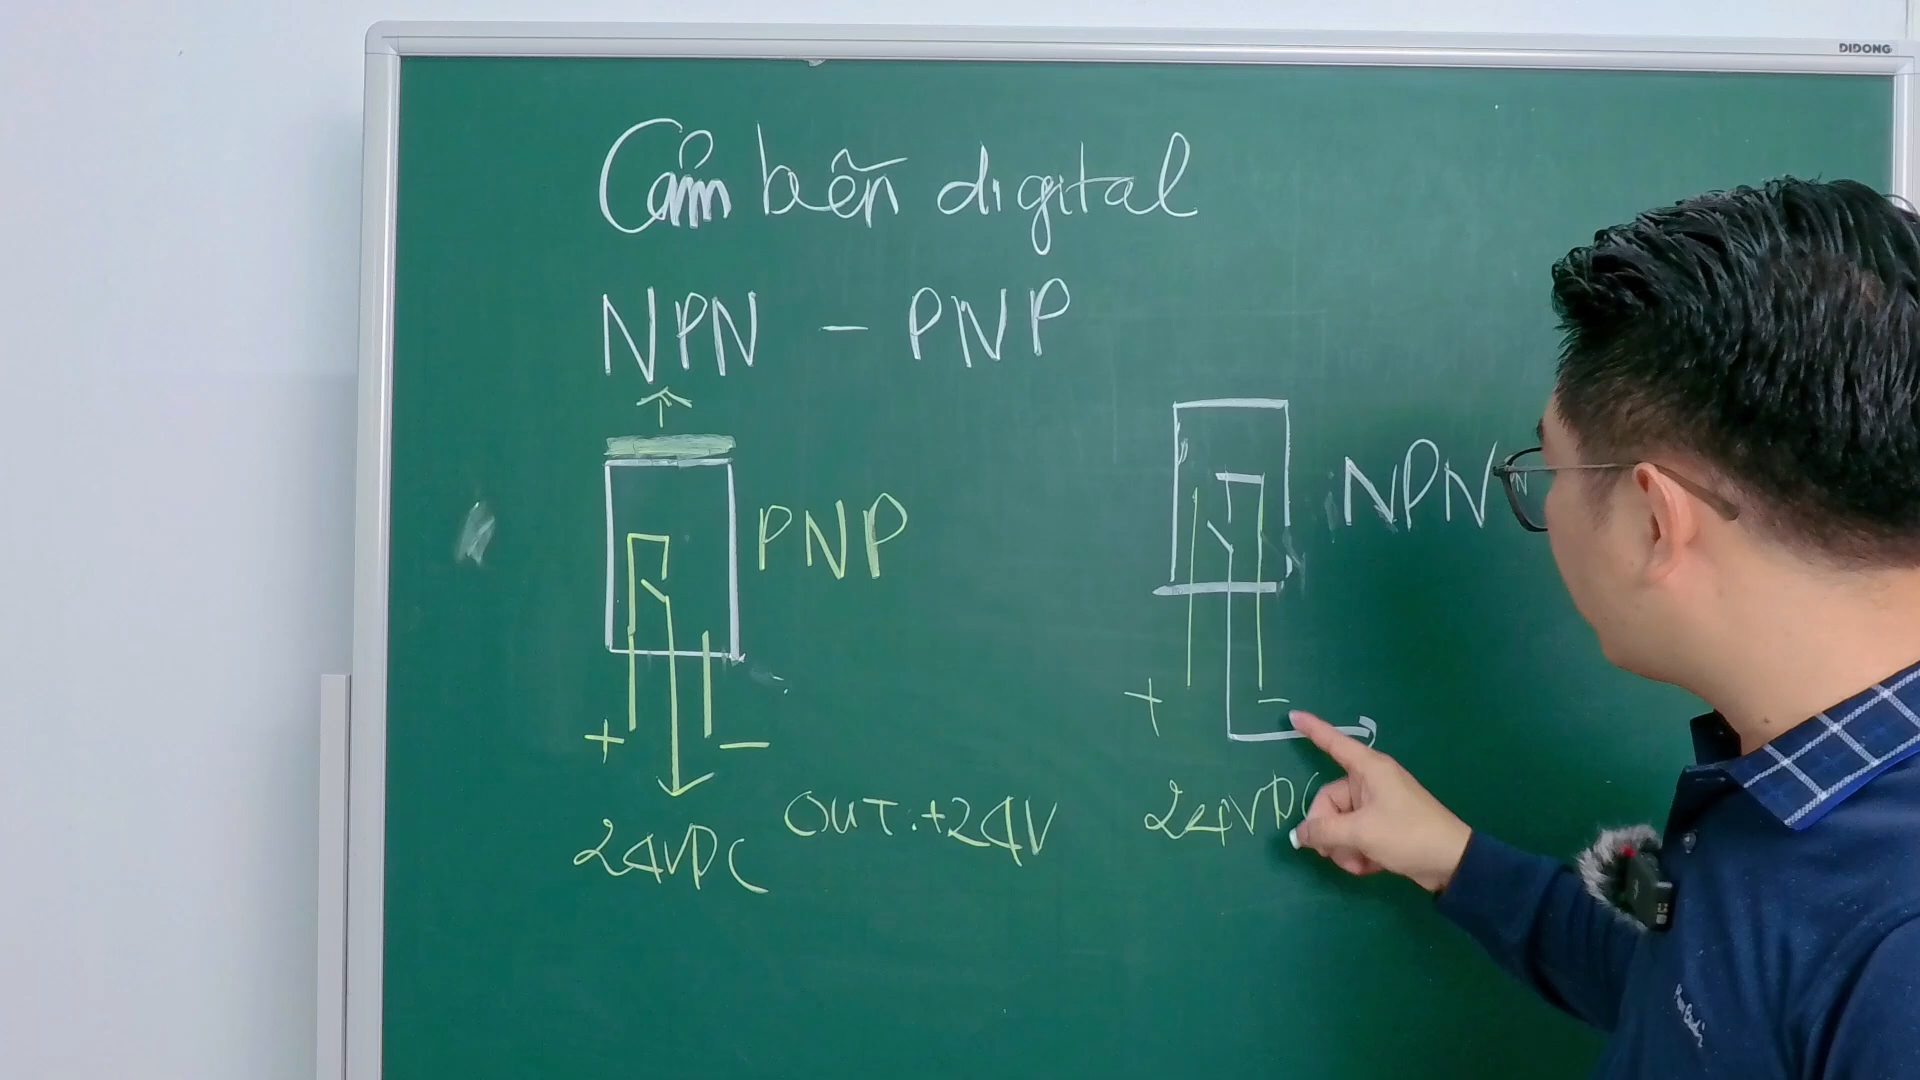 DIDONG
Cảm biến digital
NPN - PNP
PNP
NPN
+ -
+ -
OUT: +24V
24VDC
24VDC